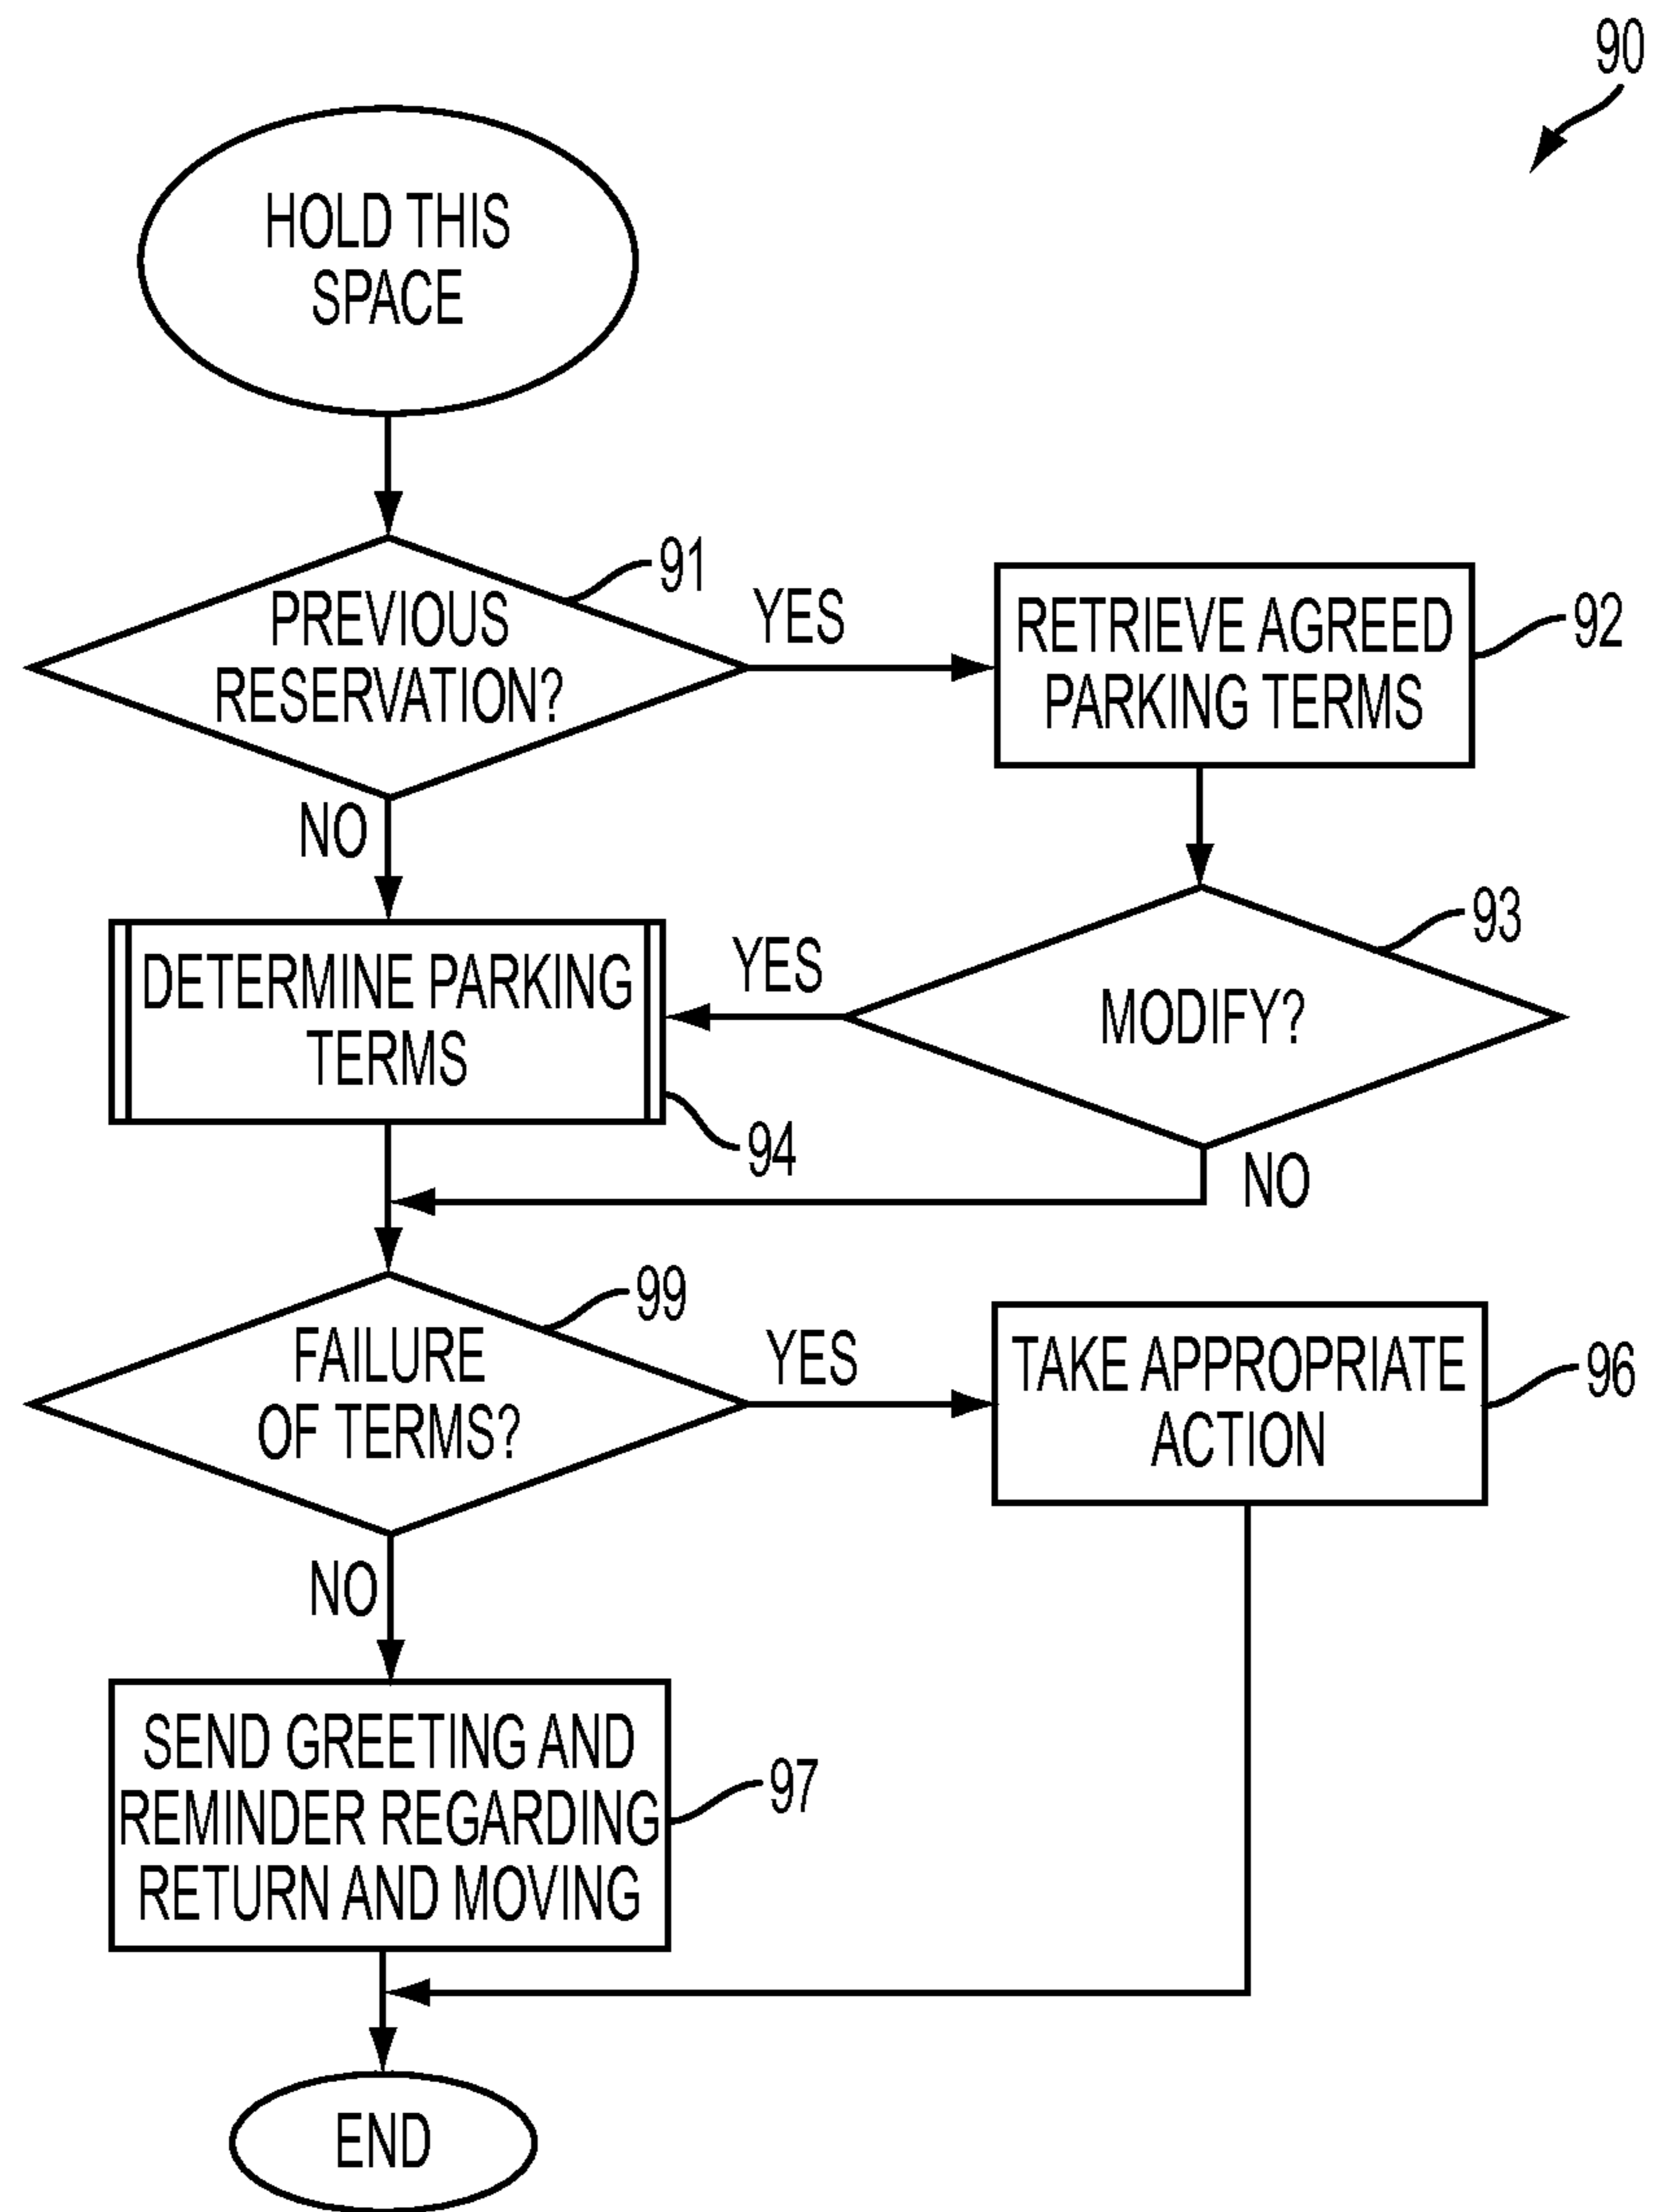 90
HOLD THIS
SPACE
91
PREVIOUS
RESERVATION?
YES
RETRIEVE AGREED
PARKING TERMS
92
NO
93
MODIFY?
YES
DETERMINE PARKING
TERMS
94
NO
99
FAILURE
OF TERMS?
YES
TAKE APPROPRIATE
ACTION
96
NO
SEND GREETING AND
REMINDER REGARDING
RETURN AND MOVING
97
END